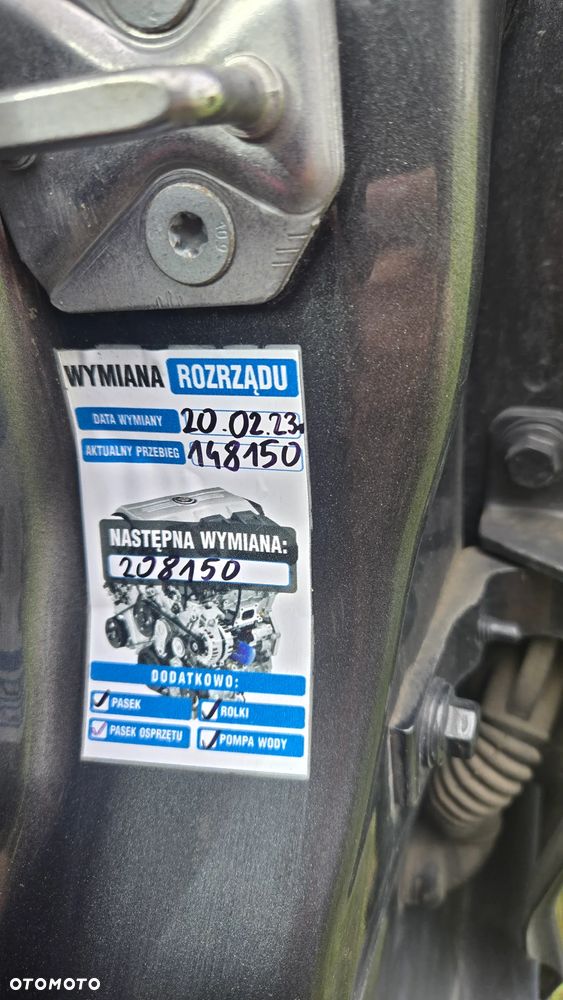 WYMIANA ROZRZĄDU
DATA WYMIANY 20.02.23
AKTUALNY PRZEBIEG 148150
NASTĘPNA WYMIANA:
208150
DODATKOWO:
PASEK ROLKI
PASEK OSPRZĘTU POMPA WODY
OTOMOTO